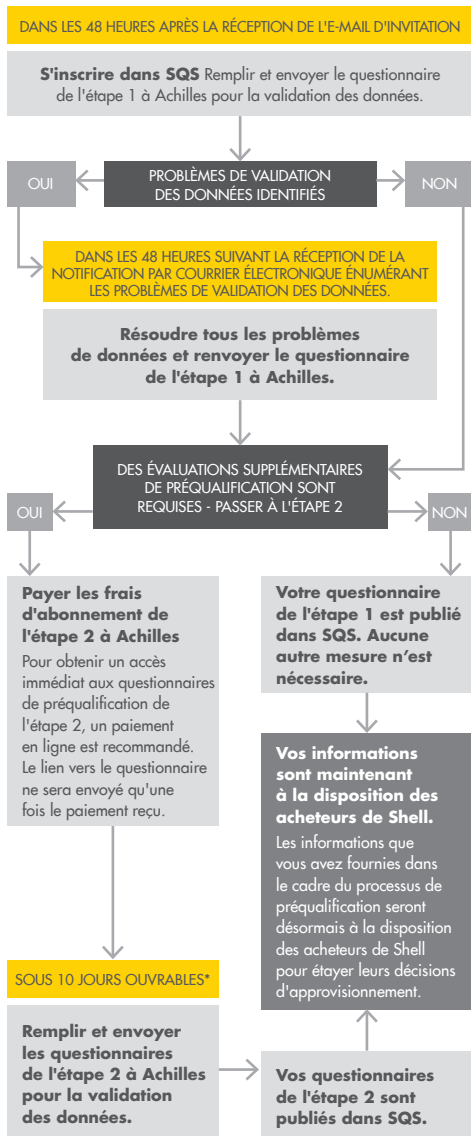 DANS LES 48 HEURES APRÈS LA RÉCEPTION DE L'E-MAIL D'INVITATION
S'inscrire dans SQS Remplir et envoyer le questionnaire
de l'étape 1 à Achilles pour la validation des données.
OUI
PROBLÈMES DE VALIDATION
DES DONNÉES IDENTIFIÉS
NON
DANS LES 48 HEURES SUIVANT LA RÉCEPTION DE LA
NOTIFICATION PAR COURRIER ÉLECTRONIQUE ÉNUMÉRANT
LES PROBLÈMES DE VALIDATION DES DONNÉES.
Résoudre tous les problèmes
de données et renvoyer le questionnaire
de l'étape 1 à Achilles.
DES ÉVALUATIONS SUPPLÉMENTAIRES
DE PRÉQUALIFICATION SONT
REQUISES - PASSER À L'ÉTAPE 2
OUI
NON
Payer les frais
d'abonnement de
l'étape 2 à Achilles
Pour obtenir un accès
immédiat aux questionnaires
de préqualification de
l'étape 2, un paiement
en ligne est recommandé.
Le lien vers le questionnaire
ne sera envoyé qu'une
fois le paiement reçu.
Votre questionnaire
de l'étape 1 est publié
dans SQS. Aucune
autre mesure n'est
nécessaire.
Vos informations
sont maintenant
à la disposition des
acheteurs de Shell.
Les informations que
vous avez fournies dans
le cadre du processus de
préqualification seront
désormais à la disposition
des acheteurs de Shell
pour étayer leurs décisions
d'approvisionnement.
SOUS 10 JOURS OUVRABLES*
Remplir et envoyer
les questionnaires
de l'étape 2 à Achilles
pour la validation
des données.
Vos questionnaires
de l'étape 2 sont
publiés dans SQS.